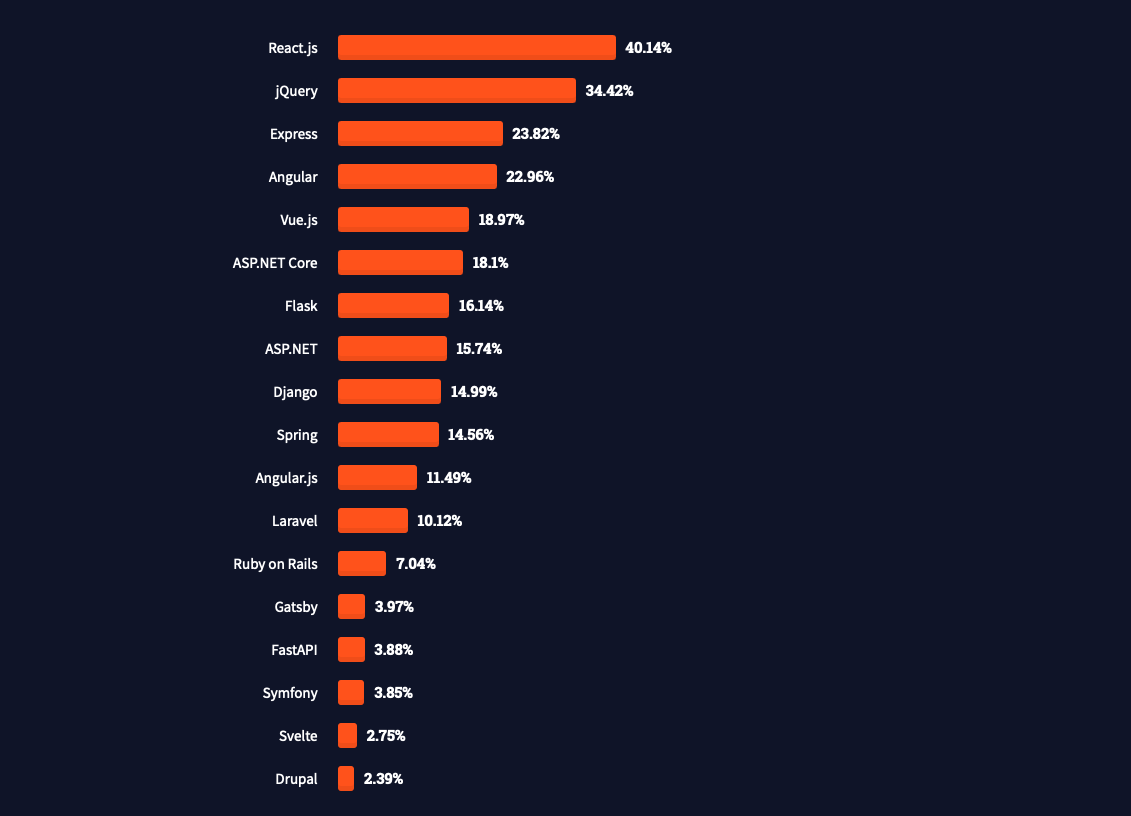 React.js 40.14%
jQuery 34.42%
Express 23.82%
Angular 22.96%
Vue.js 18.97%
ASP.NET Core 18.1%
Flask 16.14%
ASP.NET 15.74%
Django 14.99%
Spring 14.56%
Angular.js 11.49%
Laravel 10.12%
Ruby on Rails 7.04%
Gatsby 3.97%
FastAPI 3.88%
Symfony 3.85%
Svelte 2.75%
Drupal 2.39%